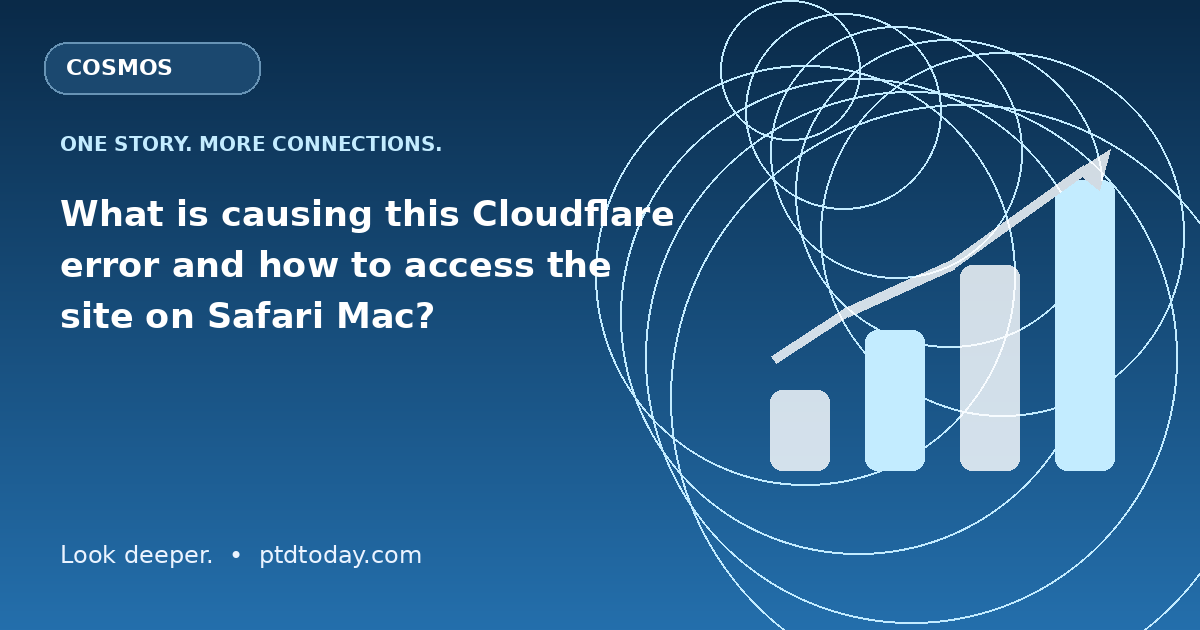 COSMOS
ONE STORY. MORE CONNECTIONS.
What is causing this Cloudflare
error and how to access the
site on Safari Mac?
Look deeper. • ptdtoday.com